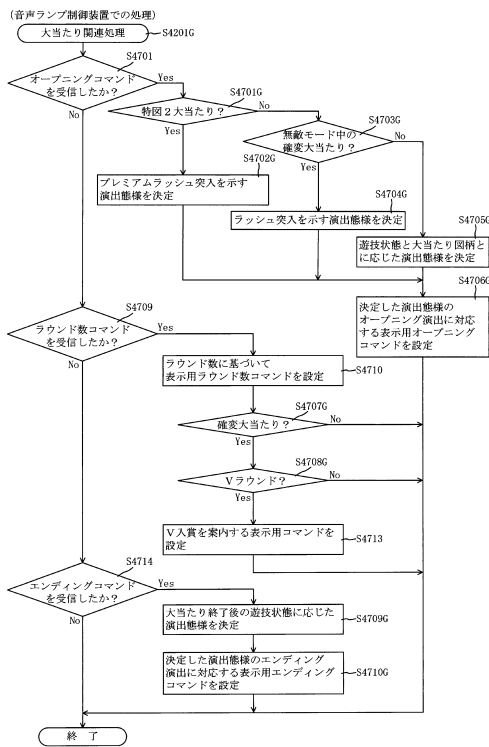 (音声ランプ制御装置での処理)
大当たり関連処理
S4201G
S4701
オープニングコマンド
を受信したか?
Yes
No
S4701G
特図2大当たり?
No
Yes
S4703G
無敵モード中の
確変大当たり?
No
Yes
S4702G
プレミアムラッシュ突入を示す
演出態様を決定
S4704G
ラッシュ突入を示す演出態様を決定
S4705G
遊技状態と大当たり図柄と
に応じた演出態様を決定
S4706G
決定した演出態様の
オープニング演出に対応
する表示用オープニング
コマンドを設定
S4709
ラウンド数コマンド
を受信したか?
Yes
No
ラウンド数に基づいて
表示用ラウンド数コマンドを設定
S4710
S4707G
確変大当たり?
No
Yes
S4708G
Vラウンド?
No
Yes
V入賞を案内する表示用コマンドを
設定
S4713
S4714
エンディングコマンド
を受信したか?
Yes
No
大当たり終了後の遊技状態に応じた
演出態様を決定
S4709G
決定した演出態様のエンディング
演出に対応する表示用エンディング
コマンドを設定
S4710G
終 了